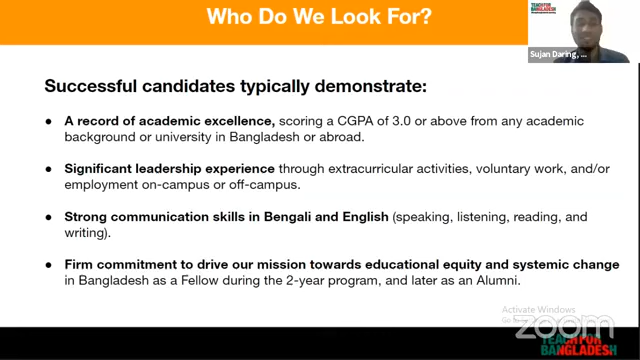 Who Do We Look For?
TEACH FOR
BANGLADESH
Sujan Daring, ...
Successful candidates typically demonstrate:
● A record of academic excellence, scoring a CGPA of 3.0 or above from any academic
background or university in Bangladesh or abroad.
● Significant leadership experience through extracurricular activities, voluntary work, and/or
employment on-campus or off-campus.
● Strong communication skills in Bengali and English (speaking, listening, reading, and
writing).
● Firm commitment to drive our mission towards educational equity and systemic change
in Bangladesh as a Fellow during the 2-year program, and later as an Alumni.
Activate Windows
zoom
TEACH FOR
BANGLADESH